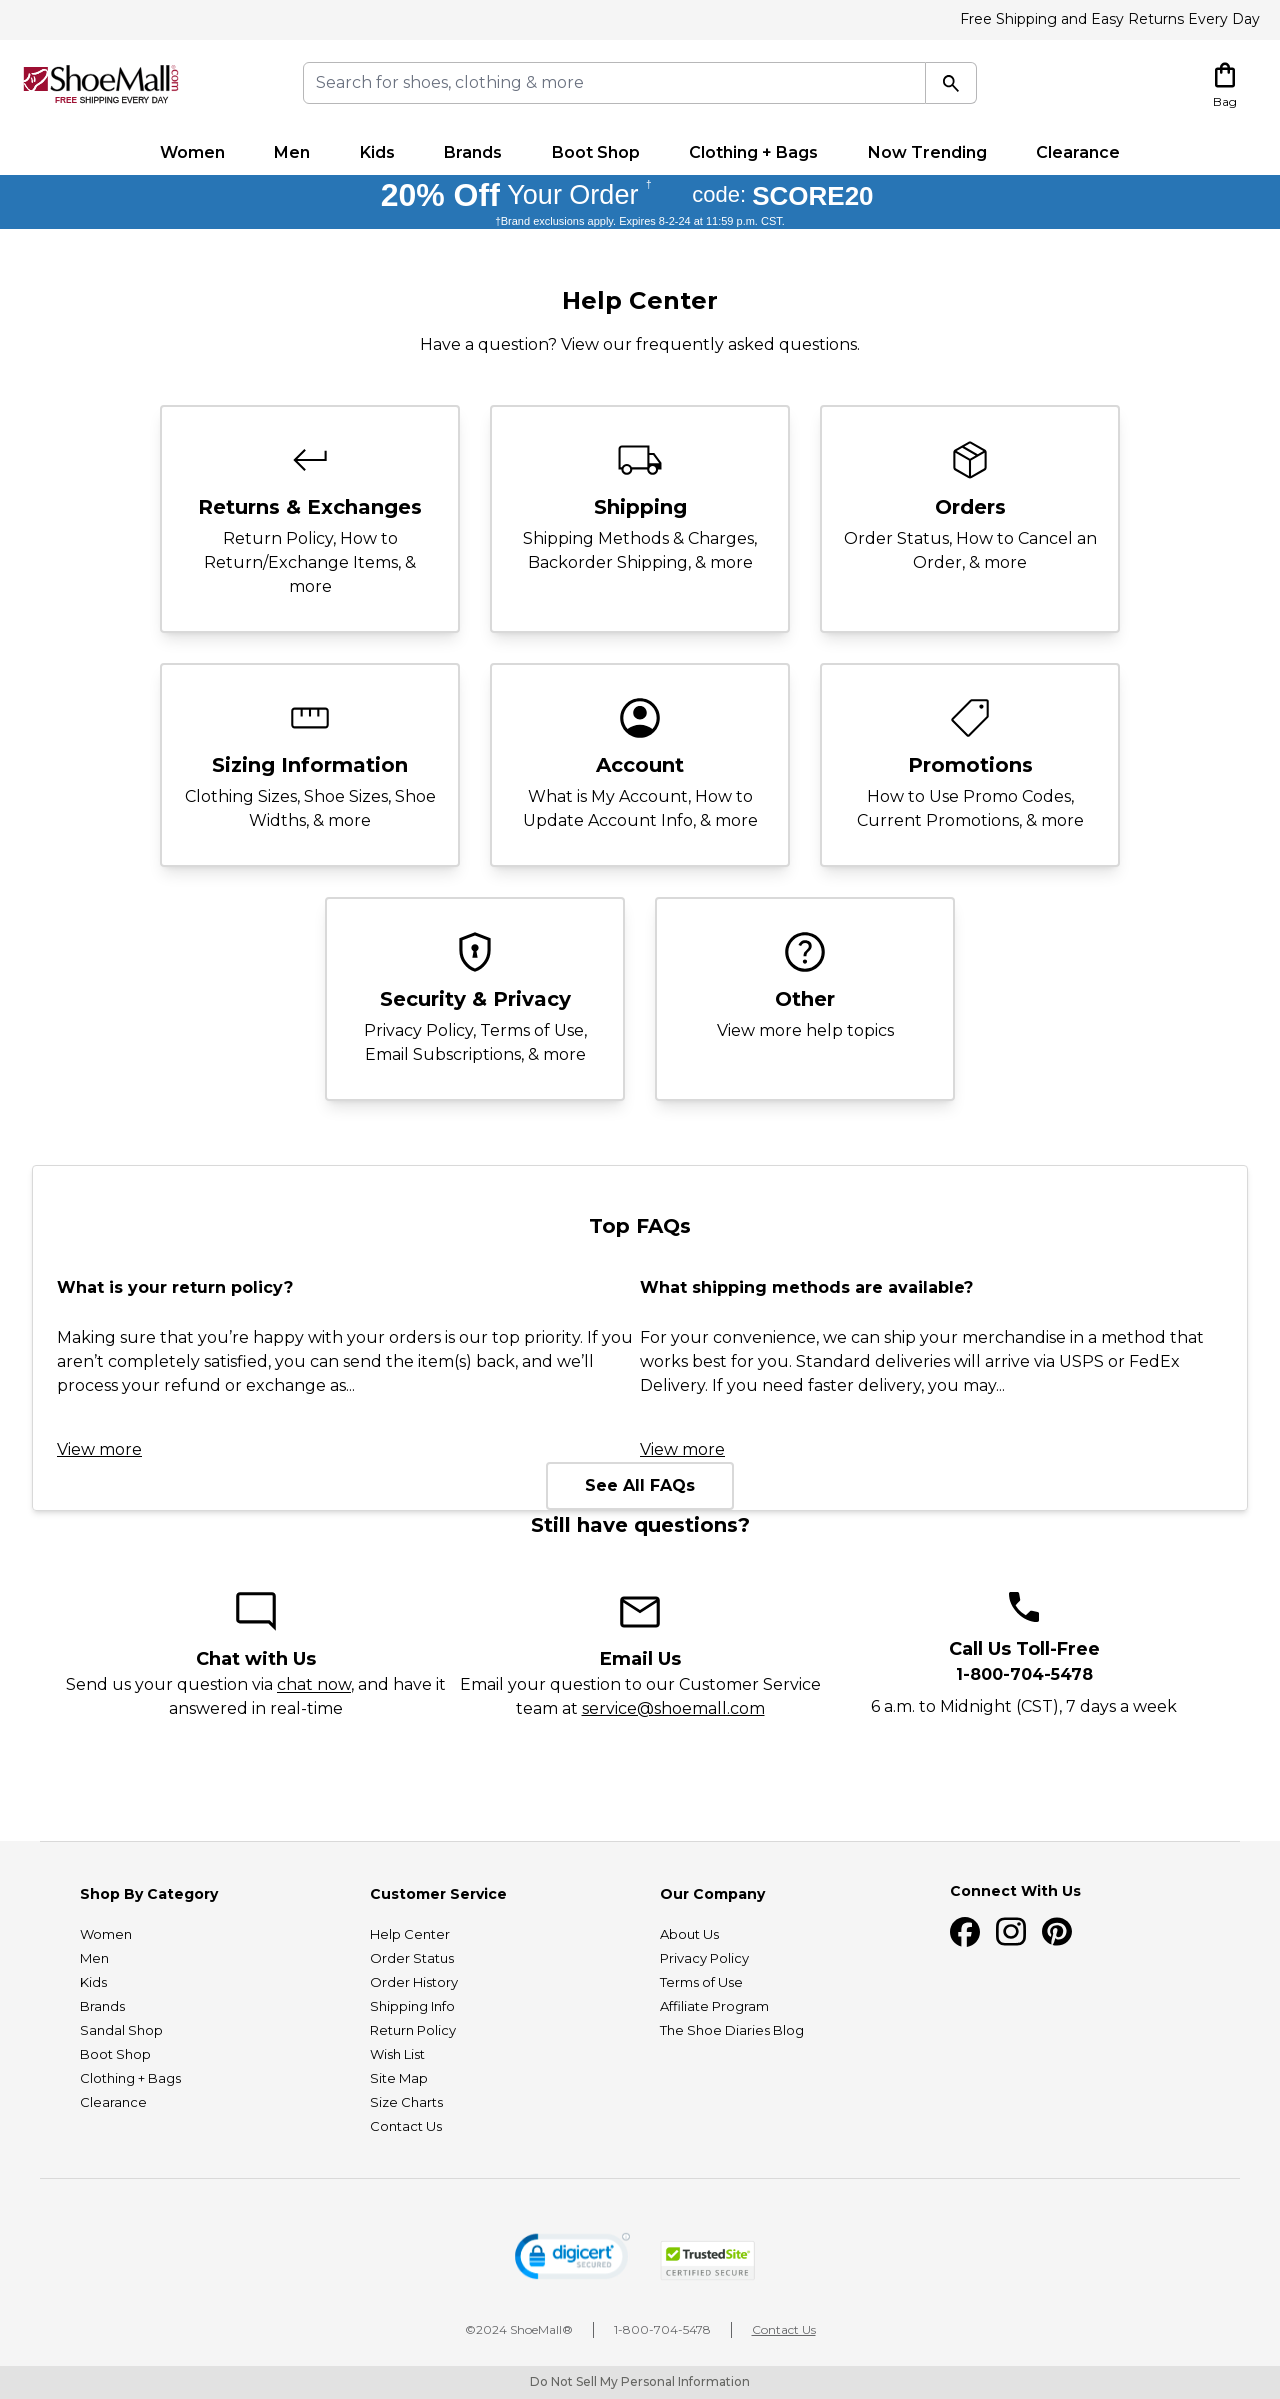 Free Shipping and Easy Returns Every Day
ShoeMall.com
FREE SHIPPING EVERY DAY
Search for shoes, clothing & more
Bag
Women Men Kids Brands Boot Shop Clothing + Bags Now Trending Clearance
20% Off Your Order † code: SCORE20
†Brand exclusions apply. Expires 8-2-24 at 11:59 p.m. CST.
Help Center
Have a question? View our frequently asked questions.
Returns & Exchanges
Return Policy, How to
Return/Exchange Items, &
more
Shipping
Shipping Methods & Charges,
Backorder Shipping, & more
Orders
Order Status, How to Cancel an
Order, & more
Sizing Information
Clothing Sizes, Shoe Sizes, Shoe
Widths, & more
Account
What is My Account, How to
Update Account Info, & more
Promotions
How to Use Promo Codes,
Current Promotions, & more
Security & Privacy
Privacy Policy, Terms of Use,
Email Subscriptions, & more
Other
View more help topics
Top FAQs
What is your return policy?
Making sure that you’re happy with your orders is our top priority. If you
aren’t completely satisfied, you can send the item(s) back, and we’ll
process your refund or exchange as...
View more
What shipping methods are available?
For your convenience, we can ship your merchandise in a method that
works best for you. Standard deliveries will arrive via USPS or FedEx
Delivery. If you need faster delivery, you may...
View more
See All FAQs
Still have questions?
Chat with Us
Send us your question via chat now, and have it
answered in real-time
Email Us
Email your question to our Customer Service
team at service@shoemall.com
Call Us Toll-Free
1-800-704-5478
6 a.m. to Midnight (CST), 7 days a week
Shop By Category
Women
Men
Kids
Brands
Sandal Shop
Boot Shop
Clothing + Bags
Clearance
Customer Service
Help Center
Order Status
Order History
Shipping Info
Return Policy
Wish List
Site Map
Size Charts
Contact Us
Our Company
About Us
Privacy Policy
Terms of Use
Affiliate Program
The Shoe Diaries Blog
Connect With Us
digicert
SECURED
TrustedSite
CERTIFIED SECURE
©2024 ShoeMall® 1-800-704-5478 Contact Us
Do Not Sell My Personal Information